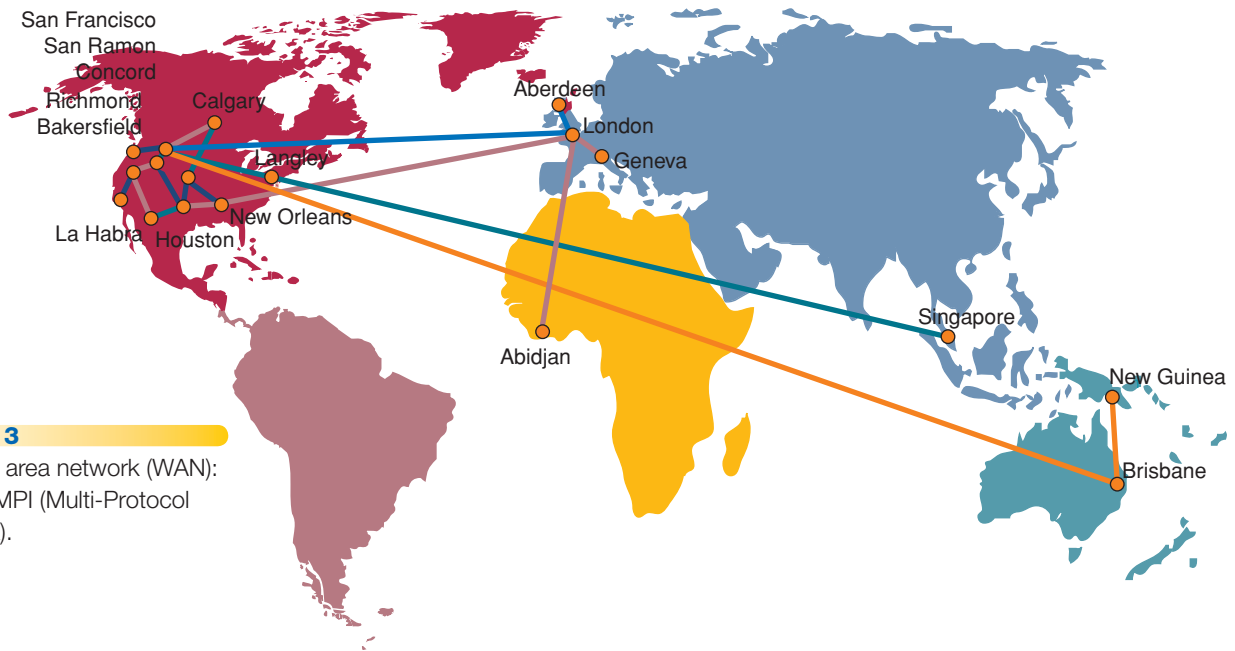 San Francisco
San Ramon
Concord
Richmond
Bakersfield
Calgary
Langley
La Habra
Houston
New Orleans
Aberdeen
London
Geneva
Abidjan
Singapore
New Guinea
Brisbane
3
area network (WAN):
MPI (Multi-Protocol
).